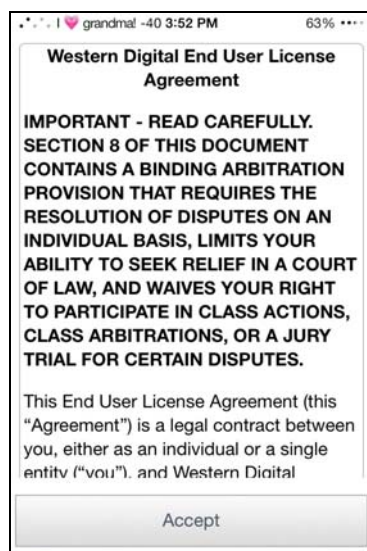 I 💗 grandma! -40 3:52 PM 63%
Western Digital End User License
Agreement
IMPORTANT - READ CAREFULLY.
SECTION 8 OF THIS DOCUMENT
CONTAINS A BINDING ARBITRATION
PROVISION THAT REQUIRES THE
RESOLUTION OF DISPUTES ON AN
INDIVIDUAL BASIS, LIMITS YOUR
ABILITY TO SEEK RELIEF IN A COURT
OF LAW, AND WAIVES YOUR RIGHT
TO PARTICIPATE IN CLASS ACTIONS,
CLASS ARBITRATIONS, OR A JURY
TRIAL FOR CERTAIN DISPUTES.
This End User License Agreement (this
“Agreement”) is a legal contract between
you, either as an individual or a single
entity (“you”), and Western Digital
Accept